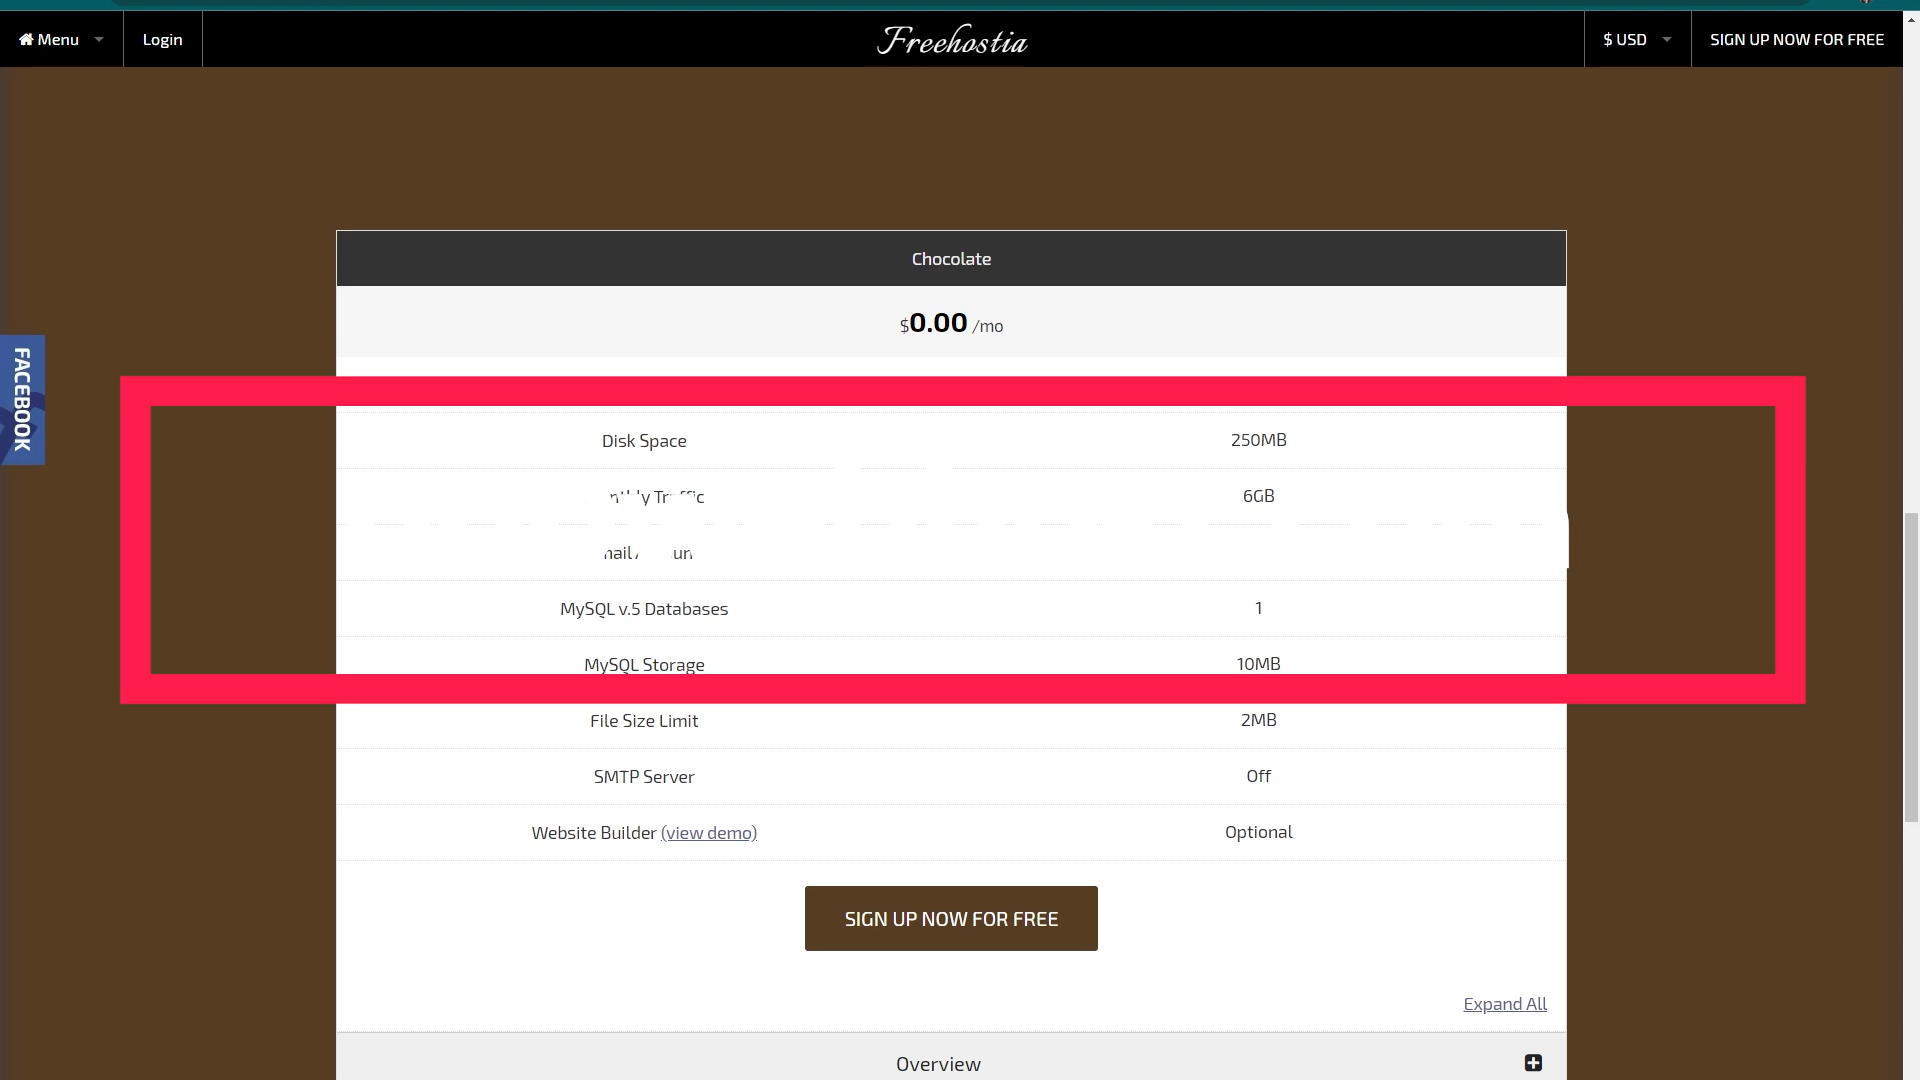 Menu Login Freehostia $ USD SIGN UP NOW FOR FREE
FACEBOOK
Chocolate
$0.00 /mo
Disk Space 250MB
Traffic 6GB
MySQL v.5 Databases 1
MySQL Storage 10MB
File Size Limit 2MB
SMTP Server Off
Website Builder (view demo) Optional
SIGN UP NOW FOR FREE
Expand All
Overview